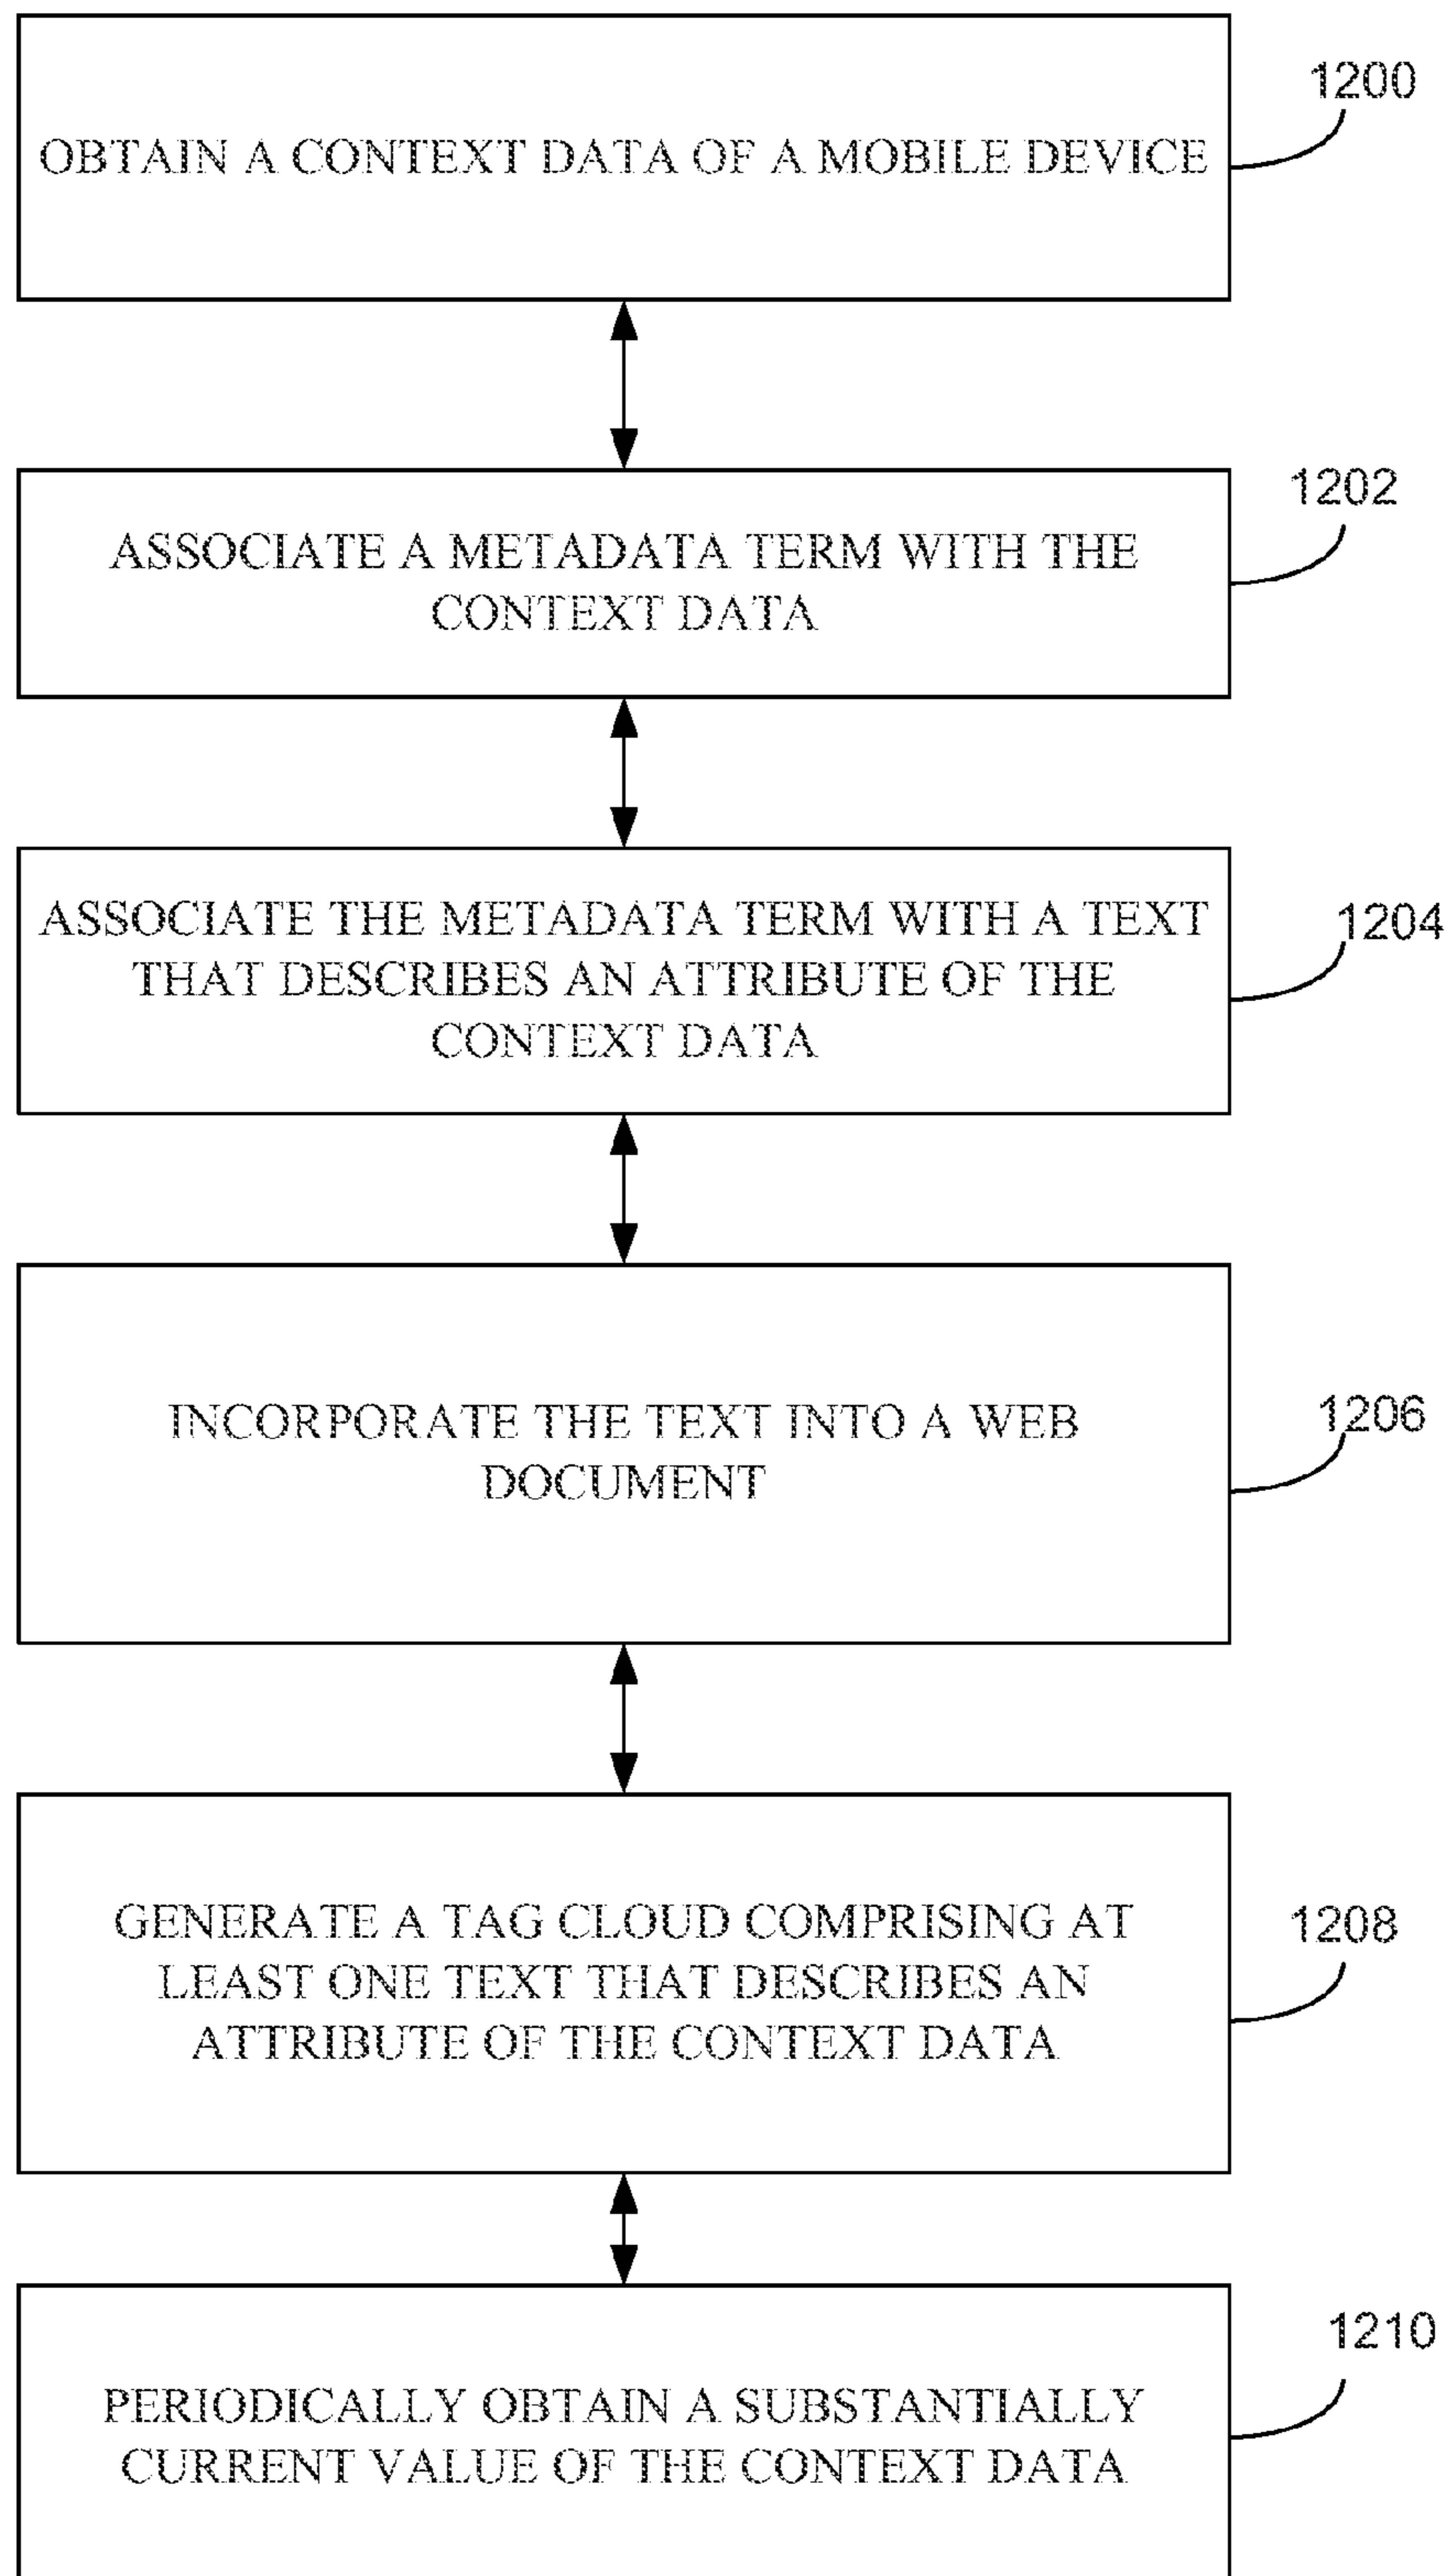 1200
OBTAIN A CONTEXT DATA OF A MOBILE DEVICE
1202
ASSOCIATE A METADATA TERM WITH THE
CONTEXT DATA
1204
ASSOCIATE THE METADATA TERM WITH A TEXT
THAT DESCRIBES AN ATTRIBUTE OF THE
CONTEXT DATA
1206
INCORPORATE THE TEXT INTO A WEB
DOCUMENT
1208
GENERATE A TAG CLOUD COMPRISING AT
LEAST ONE TEXT THAT DESCRIBES AN
ATTRIBUTE OF THE CONTEXT DATA
1210
PERIODICALLY OBTAIN A SUBSTANTIALLY
CURRENT VALUE OF THE CONTEXT DATA